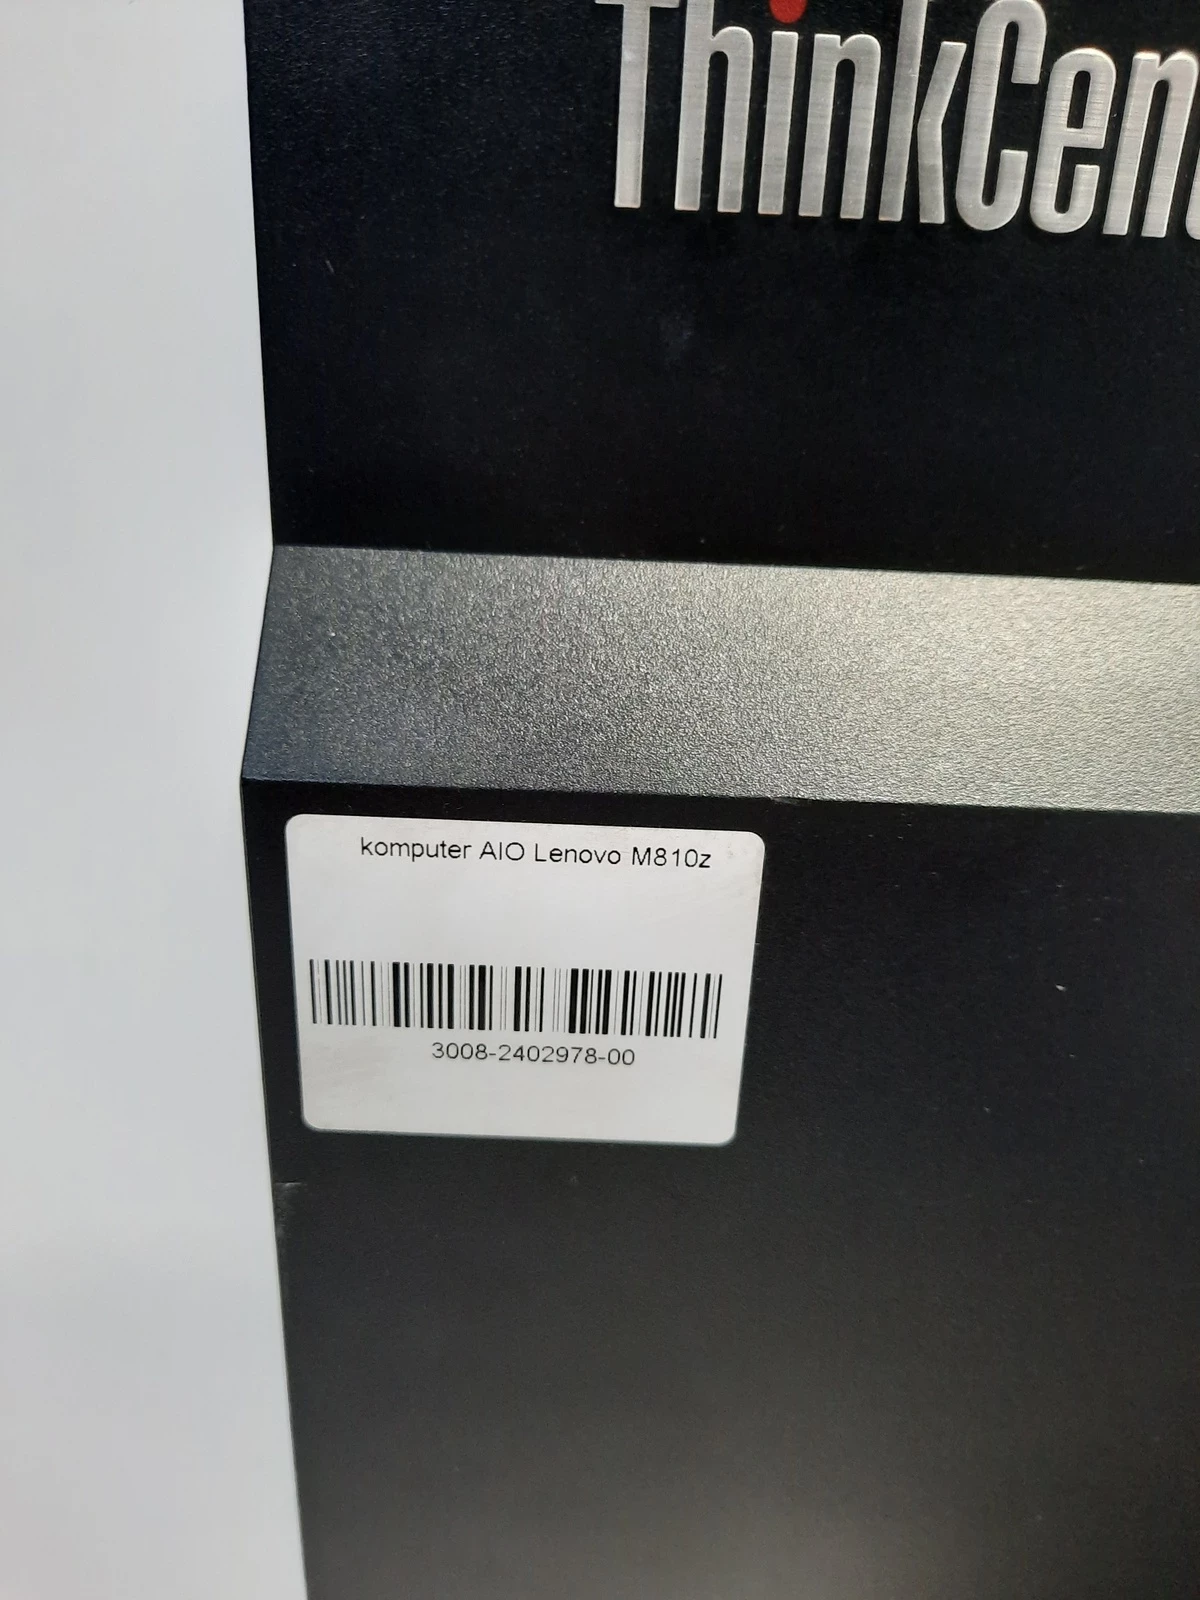 ThinkCen
komputer AIO Lenovo M810z
3008-2402978-00